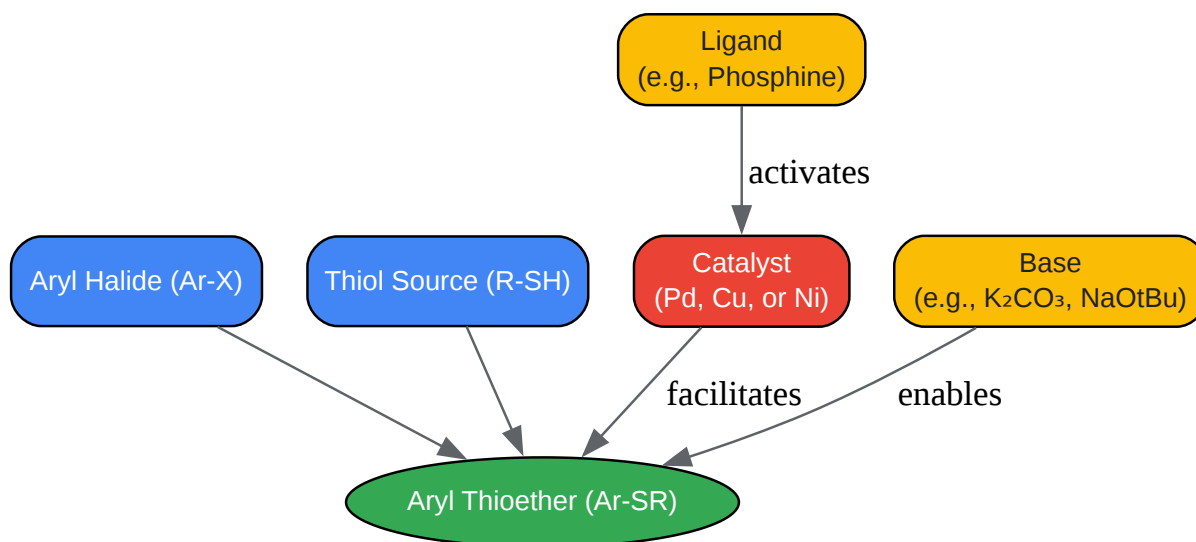 Ligand
(e.g., Phosphine)
activates
Aryl Halide (Ar-X)
Thiol Source (R-SH)
Catalyst
(Pd, Cu, or Ni)
Base
(e.g., K₂CO₃, NaOtBu)
facilitates
enables
Aryl Thioether (Ar-SR)